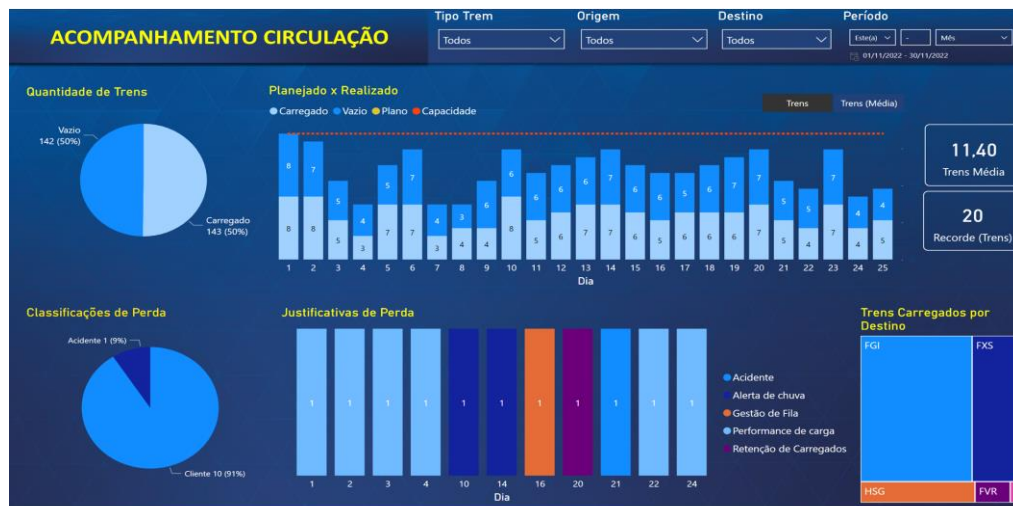 ACOMPANHAMENTO CIRCULAÇÃO
Tipo Trem
Todos
Origem
Todos
Destino
Todos
Período
Este(a)
-
Mês
01/11/2022 - 30/11/2022
Quantidade de Trens
Vazio
142 (50%)
Carregado
143 (50%)
Planejado x Realizado
Carregado Vazio Plano Capacidade
Trens Trens (Média)
8 7 5 4 5 7 4 3 6 6 6 6 6 7 6 6 5 6 7 7 6 5 7 4 4
8 8 5 3 7 7 3 4 4 8 5 6 7 7 6 5 6 6 6 7 5 4 7 4 5
1 2 3 4 5 6 7 8 9 10 11 12 13 14 15 16 17 18 19 20 21 22 23 24 25
Dia
11,40
Trens Média
20
Recorde (Trens)
Classificações de Perda
Acidente 1 (9%)
Cliente 10 (91%)
Justificativas de Perda
1 1 1 1 1 1 1 1 1 1 1
1 2 3 4 10 14 16 20 21 22 24
Dia
Acidente
Alerta de chuva
Gestão de Fila
Performance de carga
Retenção de Carregados
Trens Carregados por
Destino
FGI FXS
HSG FVR